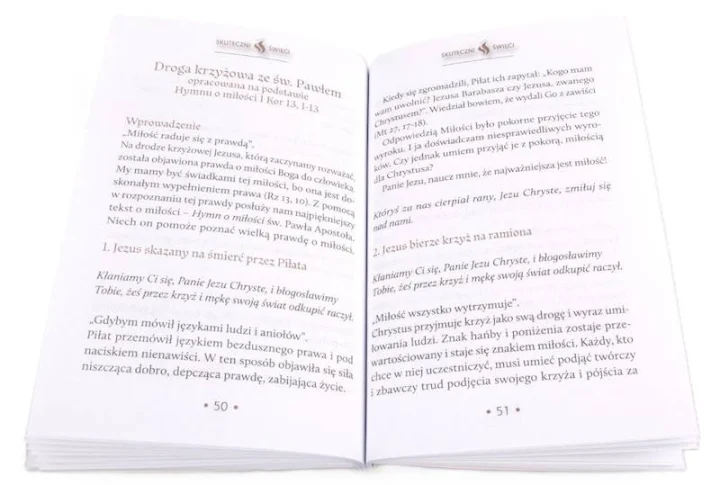 SKUTECZNI ŚWIĘCI
Droga krzyżowa ze św. Pawłem
opracowana na podstawie
Hymnu o miłości 1 Kor 13, 1-13
Wprowadzenie
„Miłość raduje się z prawdą”.
Na drodze krzyżowej Jezusa, którą zaczynamy rozważać,
została objawiona prawda o miłości Boga do człowieka.
My mamy być świadkami tej miłości, bo ona jest do-
skonałym wypełnieniem prawa (Rz 13, 10). Z pomocą
w rozpoznaniu tej prawdy posłuży nam najpiękniejszy
tekst o miłości – Hymn o miłości św. Pawła Apostoła.
Niech on pomoże poznać wielką prawdę o miłości,
1. Jezus skazany na śmierć przez Piłata
Kłaniamy Ci się, Panie Jezu Chryste, i błogosławimy
Tobie, żeś przez krzyż i mękę swoją świat odkupić raczył,
„Gdybym mówił językami ludzi i aniołów”.
Piłat przemówił językiem bezdusznego prawa i pod
naciskiem nienawiści. W ten sposób objawiła się siła
niszcząca dobro, depcząca prawdę, zabijająca życie.
• 50 •
SKUTECZNI ŚWIĘCI
Kiedy się zgromadzili, Piłat ich zapytał: „Kogo mam
wam uwolnić? Jezusa Barabasza czy Jezusa, zwanego
Chrystusem?”. Wiedział bowiem, że wydali Go z zawiści
(Mt 27, 17-18).
Odpowiedzią Miłości było pokorne przyjęcie tego
wyroku. I ja doświadczam niesprawiedliwych wyro-
ków. Czy jednak umiem przyjąć je z pokorą, miłością
dla Chrystusa?
Panie Jezu, naucz mnie, że najważniejsza jest miłość!
Któryś za nas cierpiał rany, Jezu Chryste, zmiłuj się
nad nami.
2. Jezus bierze krzyż na ramiona
Kłaniamy Ci się, Panie Jezu Chryste, i błogosławimy
Tobie, żeś przez krzyż i mękę swoją świat odkupić raczył,
„Miłość wszystko wytrzymuje”.
Chrystus przyjmuje krzyż jako swą drogę i wyraz umi-
łowania ludzi. Znak hańby i poniżenia zostaje prze-
wartościowany i staje się znakiem miłości. Każdy, kto
chce w niej uczestniczyć, musi umieć podjąć twórczy
i zbawczy trud podjęcia swojego krzyża i pójścia za
• 51 •